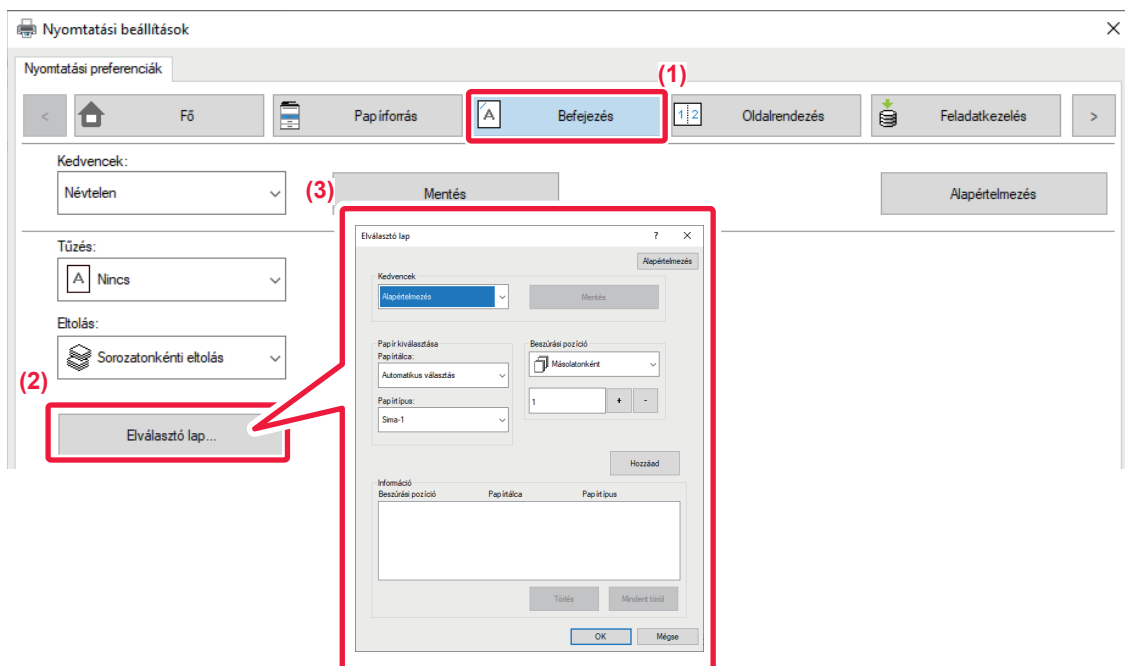 Nyomtatási beállítások
Nyomtatási preferenciák
(1)
< Fő Papírforrás A Befejezés 1 2 Oldalrendezés Feladatkezelés >
Kedvencek:
Névtelen (3) Mentés Alapértelmezés
Elválasztó lap ? ×
Alapértelmezés
Kedvencek
Alapértelmezés Mentés
Tűzés:
A Nincs
Eltolás:
Sorozatonkénti eltolás
(2)
Elválasztó lap...
Papír kiválasztása Beszúrási pozíció
Papírtálca: Másolatonként
Automatikus választás
Papírtípus: 1 + -
Sima-1
Hozzáad
Információ
Beszúrási pozíció Papírtálca Papírtípus
Törlés Mindent töröl
OK Mégse